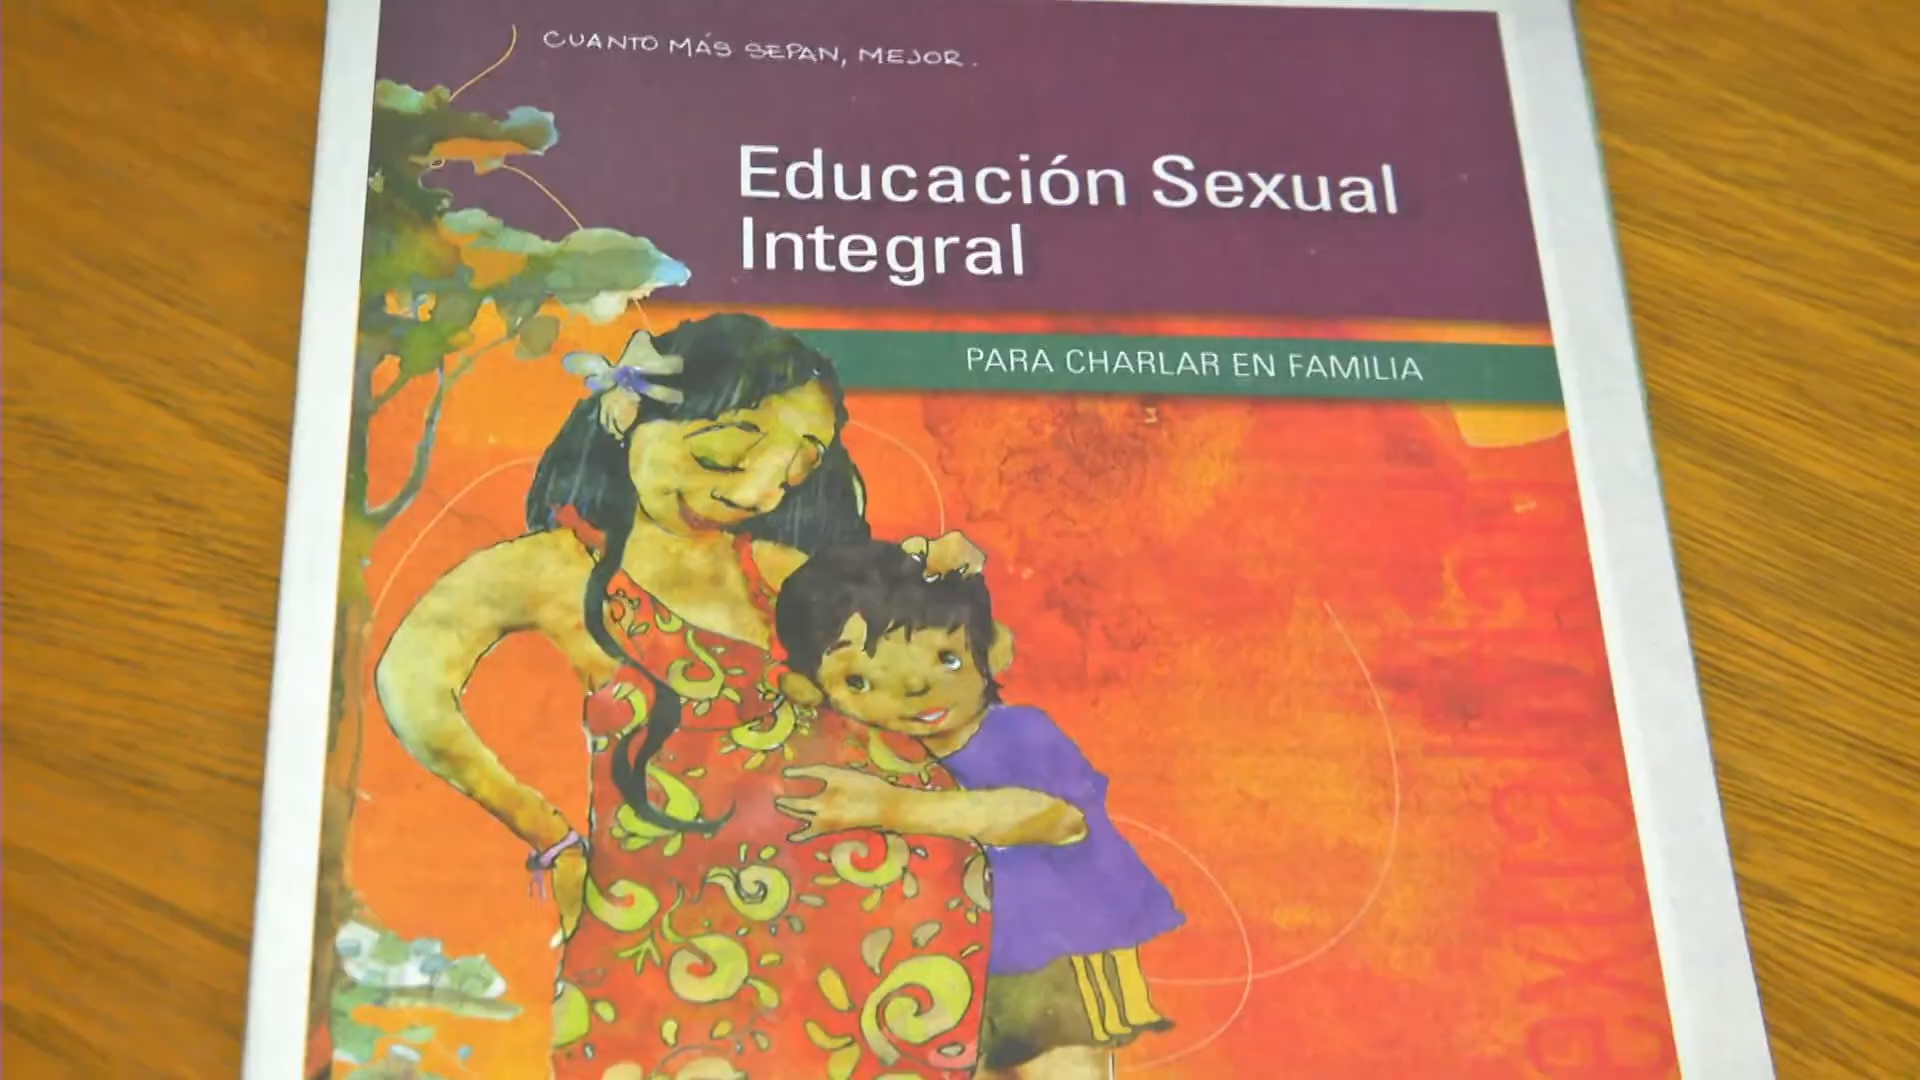 CUANTO MÁS SEPAN, MEJOR.
Educación Sexual
Integral
PARA CHARLAR EN FAMILIA